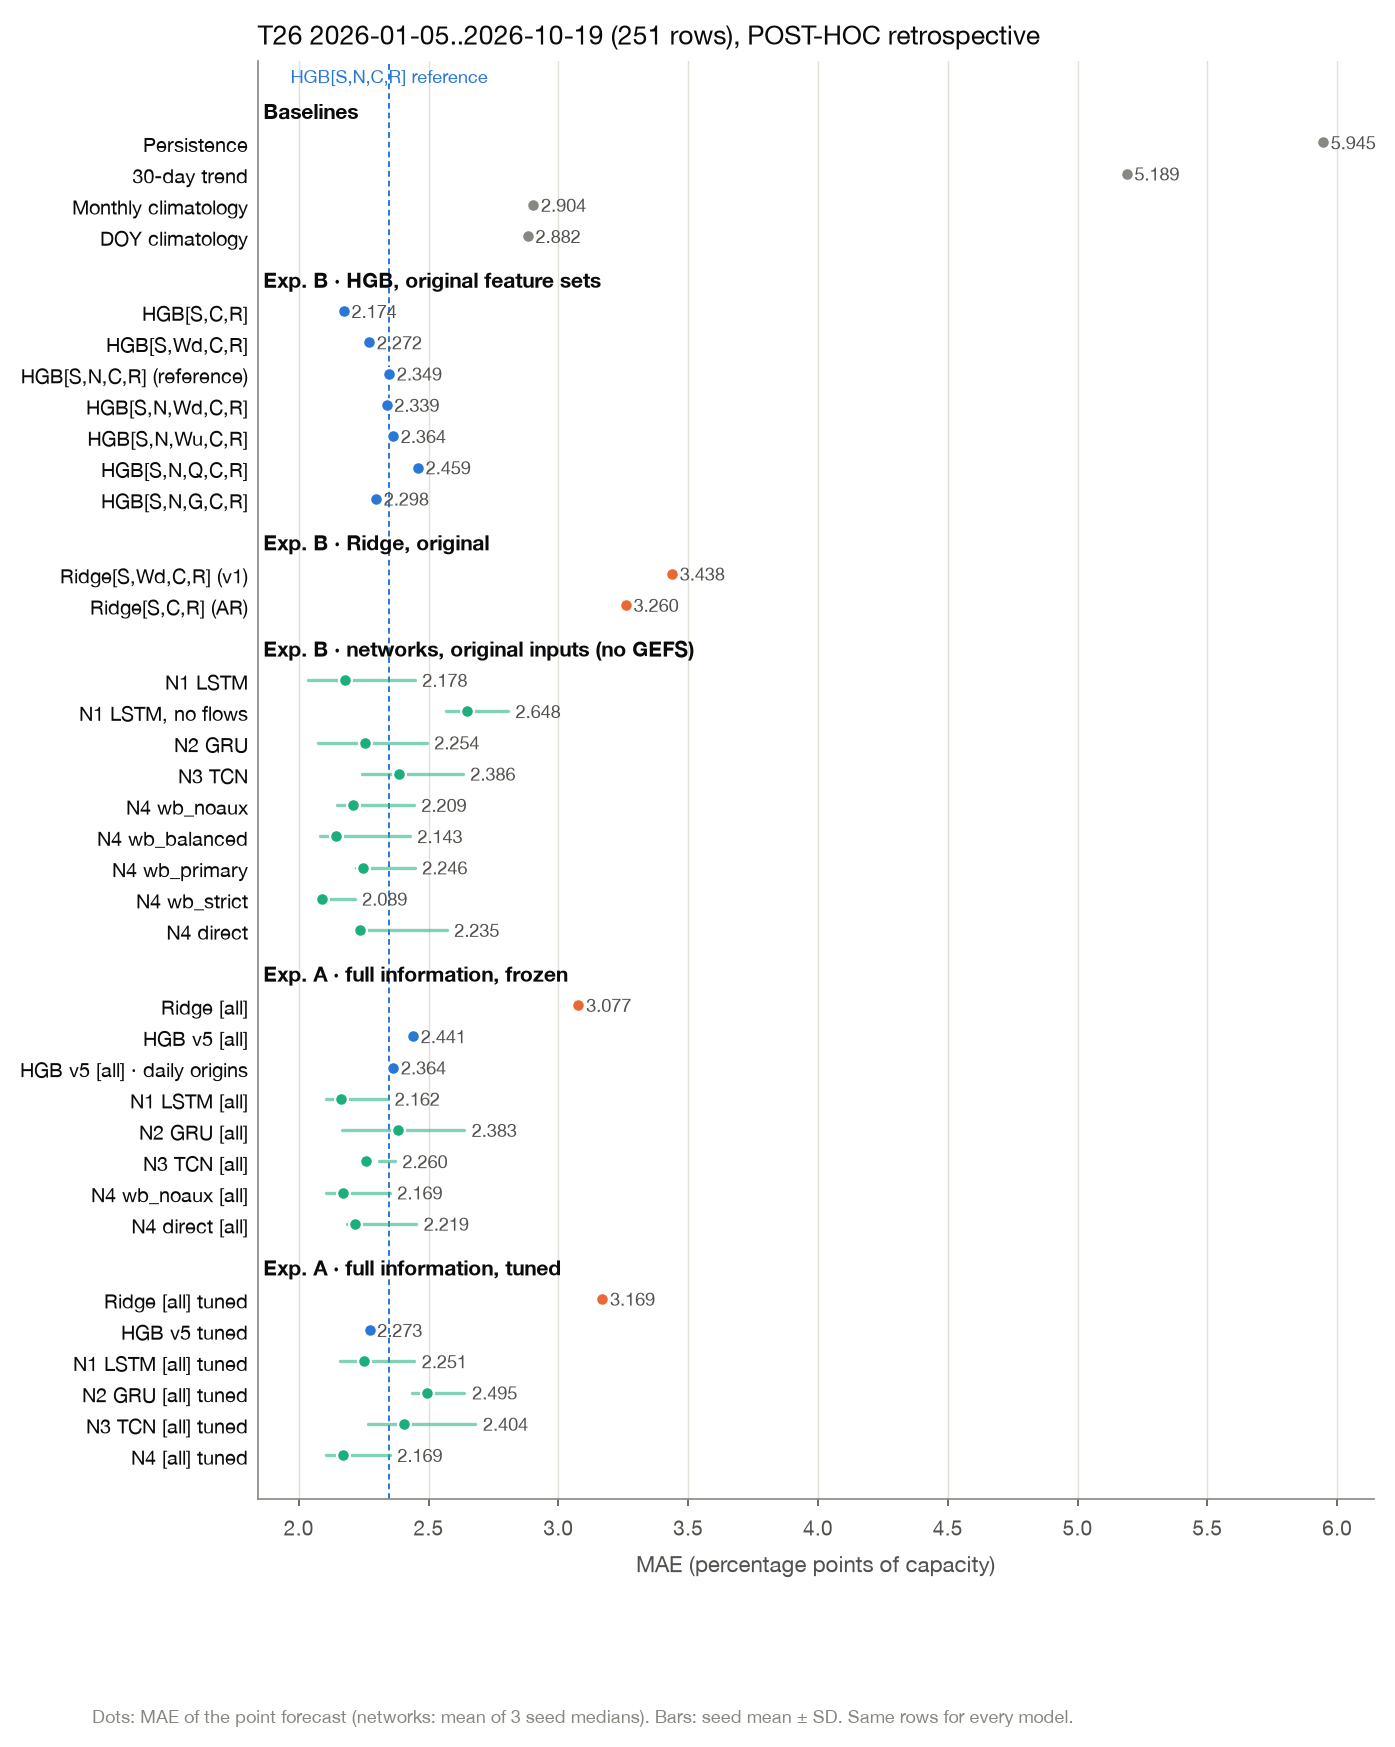 T26 2026-01-05..2026-10-19 (251 rows), POST-HOC retrospective
HGB[S,N,C,R] reference
Baselines
Persistence 5.945
30-day trend 5.189
Monthly climatology 2.904
DOY climatology 2.882
Exp. B · HGB, original feature sets
HGB[S,C,R] 2.174
HGB[S,Wd,C,R] 2.272
HGB[S,N,C,R] (reference) 2.349
HGB[S,N,Wd,C,R] 2.339
HGB[S,N,Wu,C,R] 2.364
HGB[S,N,Q,C,R] 2.459
HGB[S,N,G,C,R] 2.298
Exp. B · Ridge, original
Ridge[S,Wd,C,R] (v1) 3.438
Ridge[S,C,R] (AR) 3.260
Exp. B · networks, original inputs (no GEFS)
N1 LSTM 2.178
N1 LSTM, no flows 2.648
N2 GRU 2.254
N3 TCN 2.386
N4 wb_noaux 2.209
N4 wb_balanced 2.143
N4 wb_primary 2.246
N4 wb_strict 2.089
N4 direct 2.235
Exp. A · full information, frozen
Ridge [all] 3.077
HGB v5 [all] 2.441
HGB v5 [all] · daily origins 2.364
N1 LSTM [all] 2.162
N2 GRU [all] 2.383
N3 TCN [all] 2.260
N4 wb_noaux [all] 2.169
N4 direct [all] 2.219
Exp. A · full information, tuned
Ridge [all] tuned 3.169
HGB v5 tuned 2.273
N1 LSTM [all] tuned 2.251
N2 GRU [all] tuned 2.495
N3 TCN [all] tuned 2.404
N4 [all] tuned 2.169
2.0 2.5 3.0 3.5 4.0 4.5 5.0 5.5 6.0
MAE (percentage points of capacity)
Dots: MAE of the point forecast (networks: mean of 3 seed medians). Bars: seed mean ± SD. Same rows for every model.